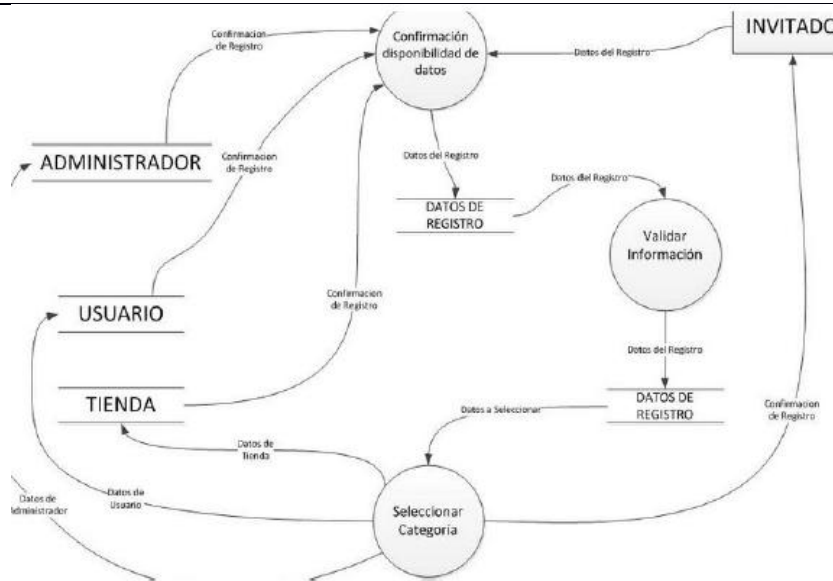 Confirmacion
de Registro
Confirmación
disponibilidad de
datos
Datos del Registro
INVITADO
ADMINISTRADOR
Confirmacion
de Registro
Datos del Registro
Datos del Registro
DATOS DE
REGISTRO
Validar
Información
USUARIO
Confirmacion
de Registro
Datos del Registro
TIENDA
Datos a Seleccionar
DATOS DE
REGISTRO
Confirmacion
de Registro
Datos de
Tienda
Datos de
Administrador
Datos de
Usuario
Seleccionar
Categoría